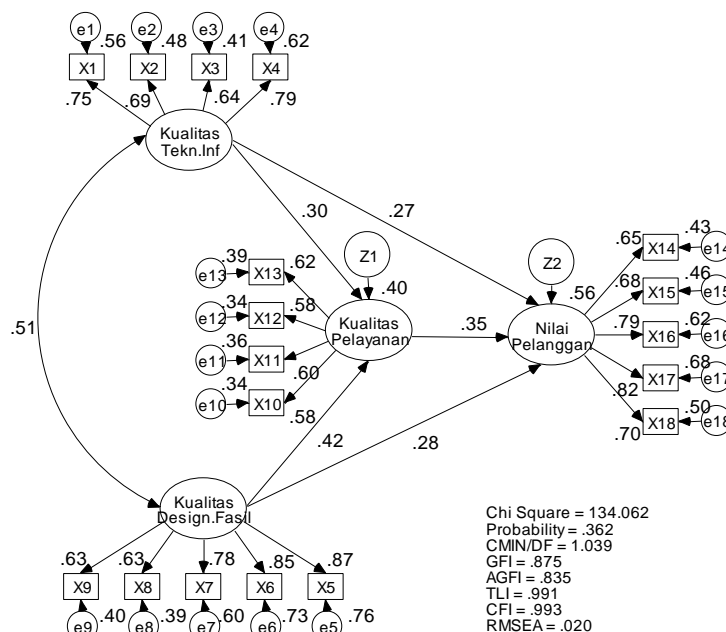 e1 e2 e3 e4
.56 .48 .41 .62
X1 X2 X3 X4
.75 .69 .64 .79
Kualitas
Tekn.Inf
.30 .27
.51
Z1 Z2
.39 .62 .40
e13 X13
.34 .58
e12 X12
.36
e11 X11
.60
.34
e10 X10
.58
Kualitas
Pelayanan
.35
.56
Nilai
Pelanggan
.65 X14 .43 e14
.68 X15 .46 e15
.79 X16 .62 e16
X17 .68 e17
.82
X18 .50 e18
.70
.42 .28
Kualitas
Design.Fasil
.63 .63 .78 .85 .87
X9 X8 X7 X6 X5
e9 .40 e8 .39 e7 .60 e6 .73 e5 .76
Chi Square = 134.062
Probability = .362
CMIN/DF = 1.039
GFI = .875
AGFI = .835
TLI = .991
CFI = .993
RMSEA = .020